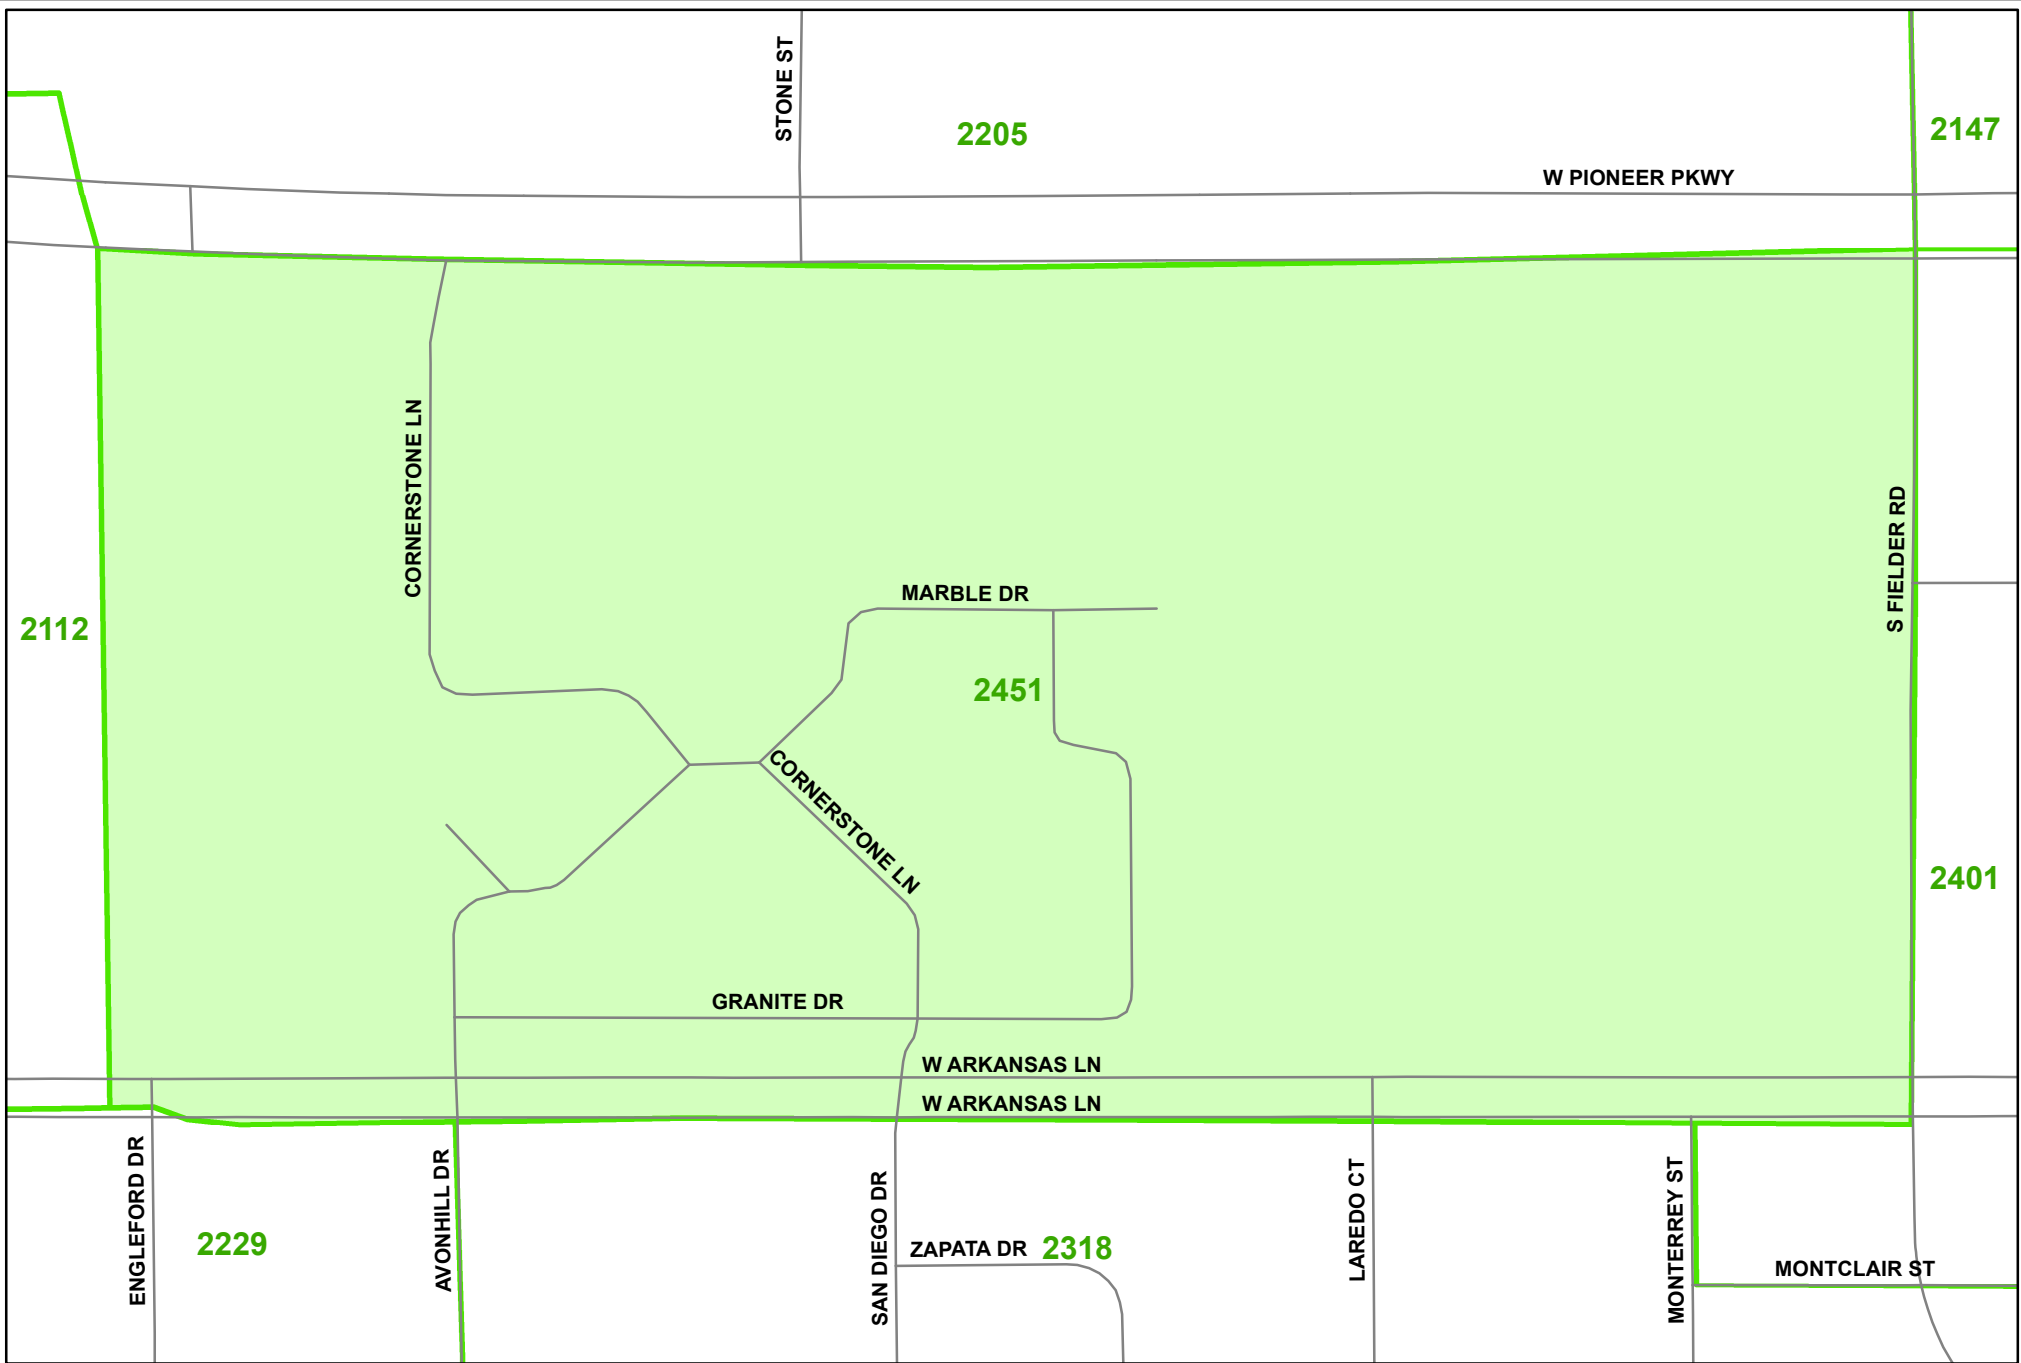 STONE ST
2205
2147
W PIONEER PKWY
CORNERSTONE LN
S FIELDER RD
MARBLE DR
2112
2451
CORNERSTONE LN
2401
GRANITE DR
W ARKANSAS LN
W ARKANSAS LN
ENGLEFORD DR
AVONHILL DR
SAN DIEGO DR
LAREDO CT
MONTERREY ST
2229
ZAPATA DR
2318
MONTCLAIR ST